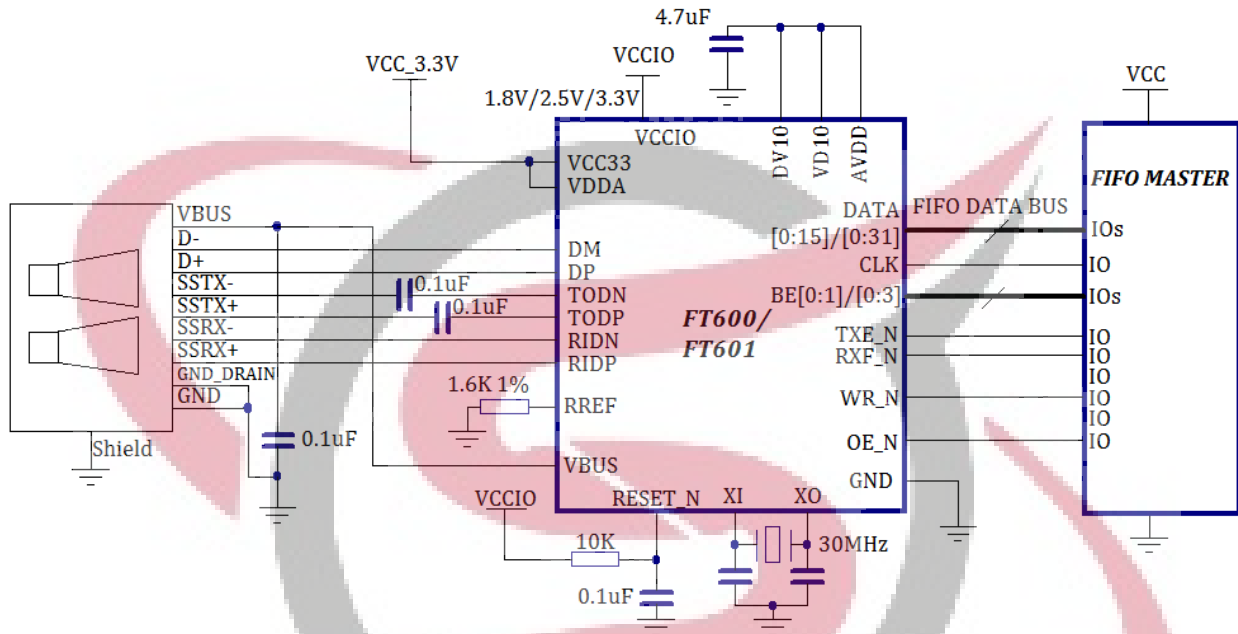 4.7uF
VCC_3.3V
VCCIO
VCC
1.8V/2.5V/3.3V
VCCIO
DV10
VD10
AVDD
VCC33
VDDA
FIFO MASTER
VBUS
D-
D+
SSTX-
SSTX+
SSRX-
SSRX+
GND_DRAIN
GND
Shield
0.1uF
0.1uF
0.1uF
DM
DP
TODN
TODP
RIDN
RIDP
1.6K 1%
RREF
VBUS
FT600/
FT601
DATA
[0:15]/[0:31]
CLK
BE[0:1]/[0:3]
TXE_N
RXF_N
WR_N
OE_N
GND
FIFO DATA BUS
IOs
IO
IOs
IO
IO
IO
IO
IO
IO
VCCIO
RESET_N
XI
XO
10K
0.1uF
30MHz